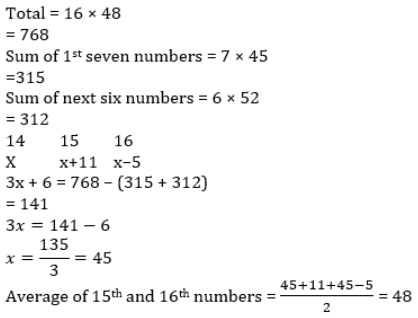 Total = 16 × 48
= 768
Sum of 1st seven numbers = 7 × 45
=315
Sum of next six numbers = 6 × 52
= 312
14 15 16
X x+11 x−5
3x + 6 = 768 – (315 + 312)
= 141
3x = 141 − 6
x = 135/3 = 45
Average of 15th and 16th numbers = 45+11+45−5/2 = 48